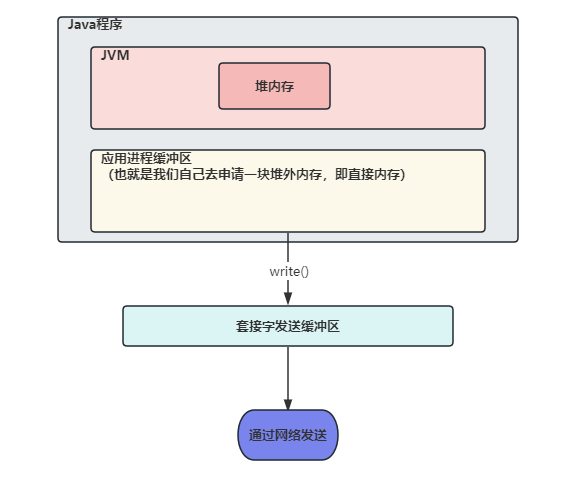 Java程序
JVM
堆内存
应用进程缓冲区
（也就是我们自己去申请一块堆外内存，即直接内存）
write()
套接字发送缓冲区
通过网络发送